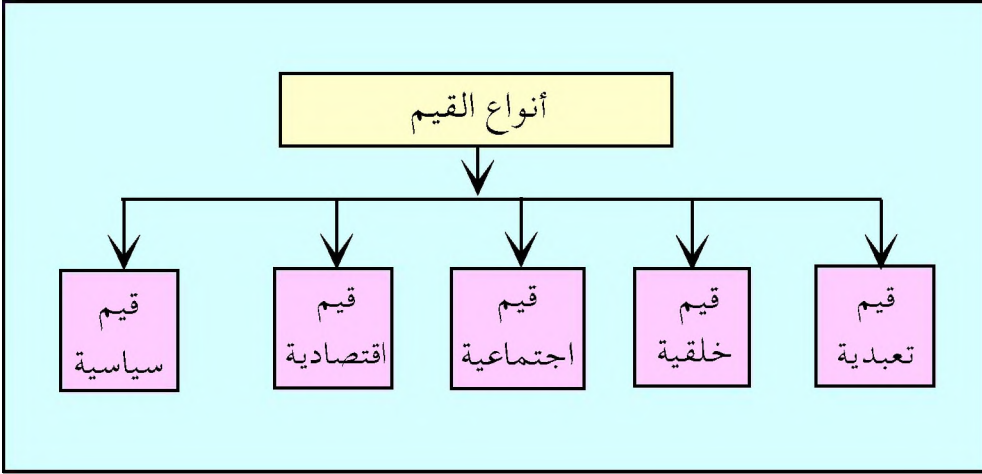 أنواع القيم
قيم
تعبدية
قيم
خلقية
قيم
اجتماعية
قيم
اقتصادية
قيم
سياسية